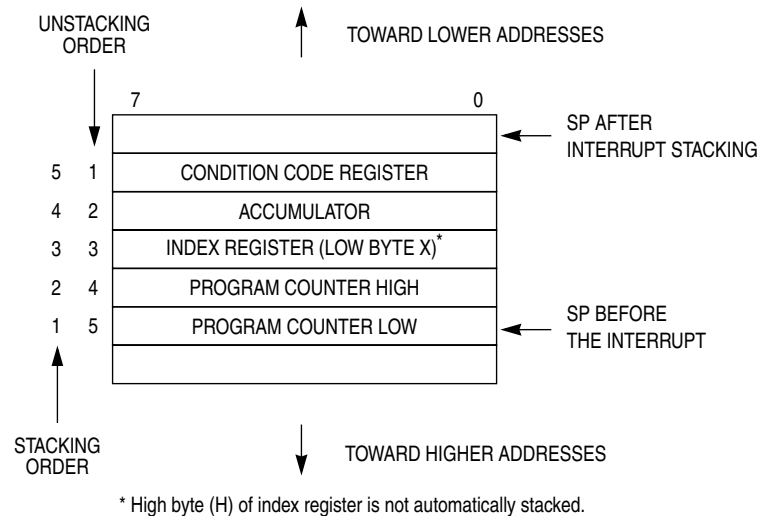 UNSTACKING
ORDER
TOWARD LOWER ADDRESSES
7 0
SP AFTER
INTERRUPT STACKING
5 1 CONDITION CODE REGISTER
4 2 ACCUMULATOR
3 3 INDEX REGISTER (LOW BYTE X)*
2 4 PROGRAM COUNTER HIGH
1 5 PROGRAM COUNTER LOW
SP BEFORE
THE INTERRUPT
STACKING
ORDER
TOWARD HIGHER ADDRESSES
* High byte (H) of index register is not automatically stacked.